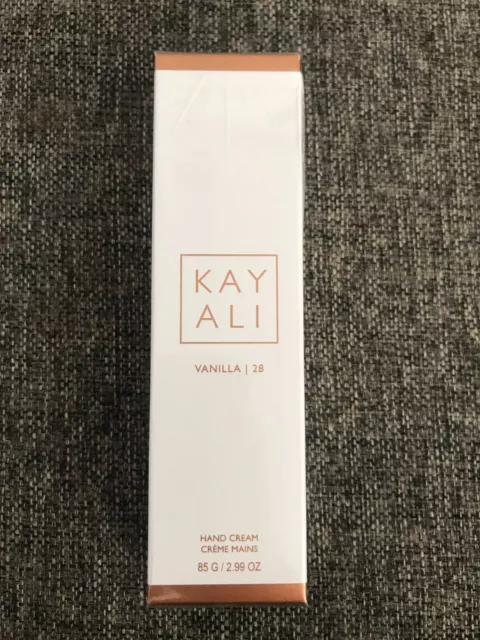 KAY
ALI
VANILLA | 28
HAND CREAM
CRÈME MAINS
85 G / 2.99 OZ